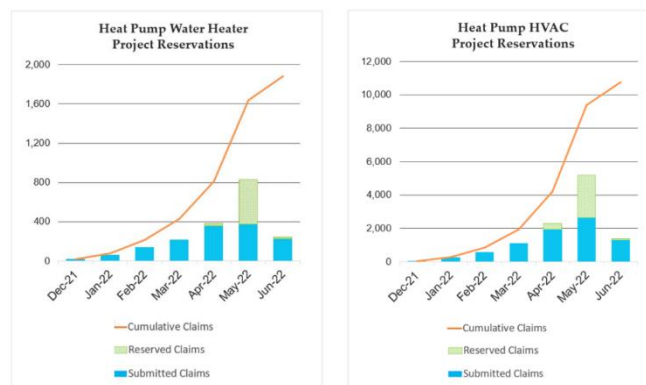 Heat Pump Water Heater
Project Reservations
2,000
1,600
1,200
800
400
0
Dec-21
Jan-22
Feb-22
Mar-22
Apr-22
May-22
Jun-22
Cumulative Claims
Reserved Claims
Submitted Claims
Heat Pump HVAC
Project Reservations
12,000
10,000
8,000
6,000
4,000
2,000
0
Dec-21
Jan-22
Feb-22
Mar-22
Apr-22
May-22
Jun-22
Cumulative Claims
Reserved Claims
Submitted Claims